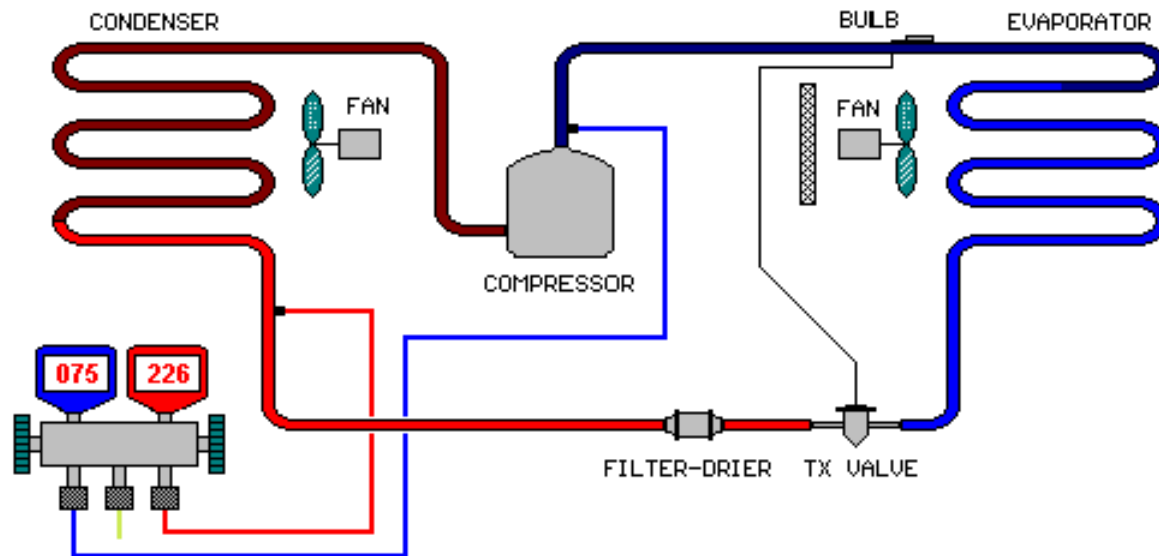 CONDENSER
BULB
EVAPORATOR
FAN
FAN
COMPRESSOR
075
226
FILTER-DRIER
TX VALVE